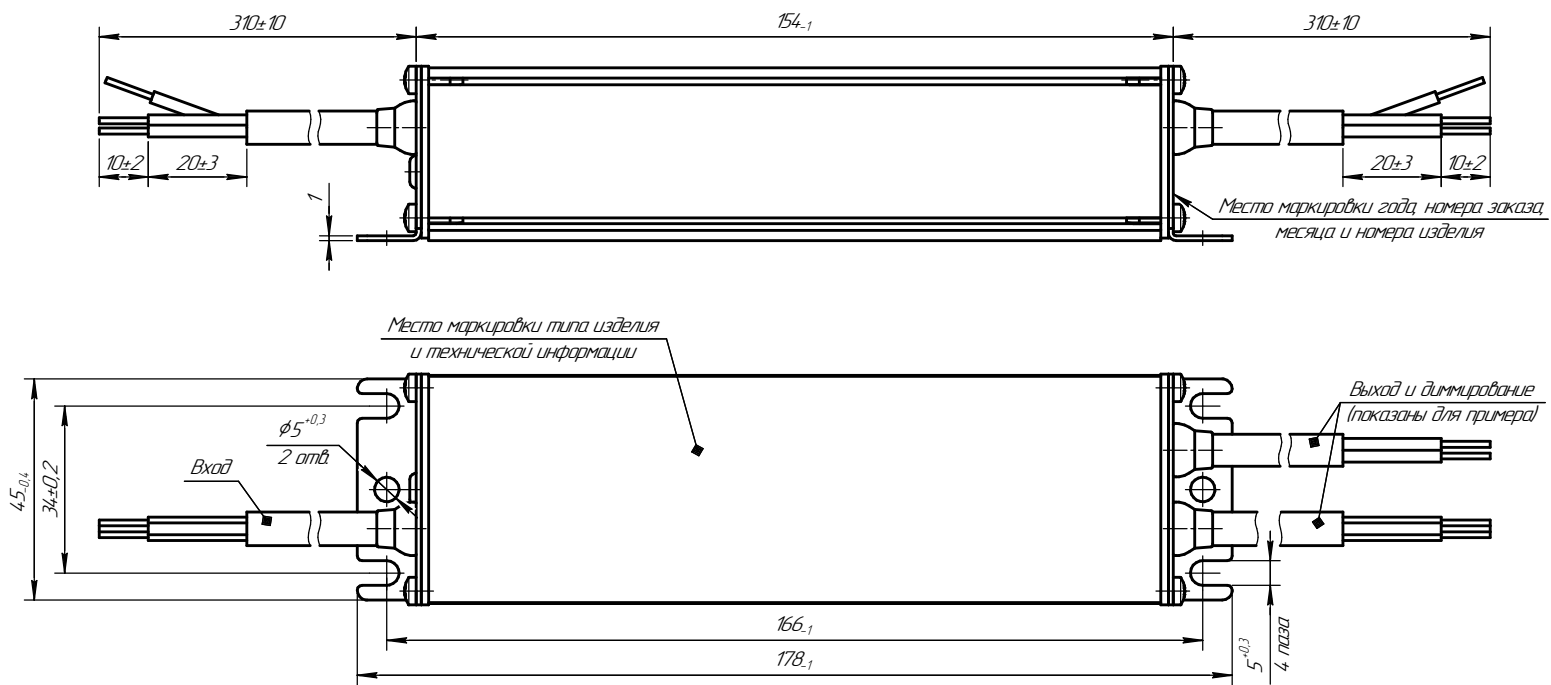 310±10
154₋₁
310±10
10±2
20±3
20±3
10±2
1
Место маркировки года, номера заказа,
месяца и номера изделия
Место маркировки типа изделия
и технической информации
Выход и диммирование
(показаны для примера)
ϕ5⁺⁰,³
2 отв.
Вход
45₋₀,₄
34±0,2
166₋₁
178₋₁
5⁺⁰,³
4 паза